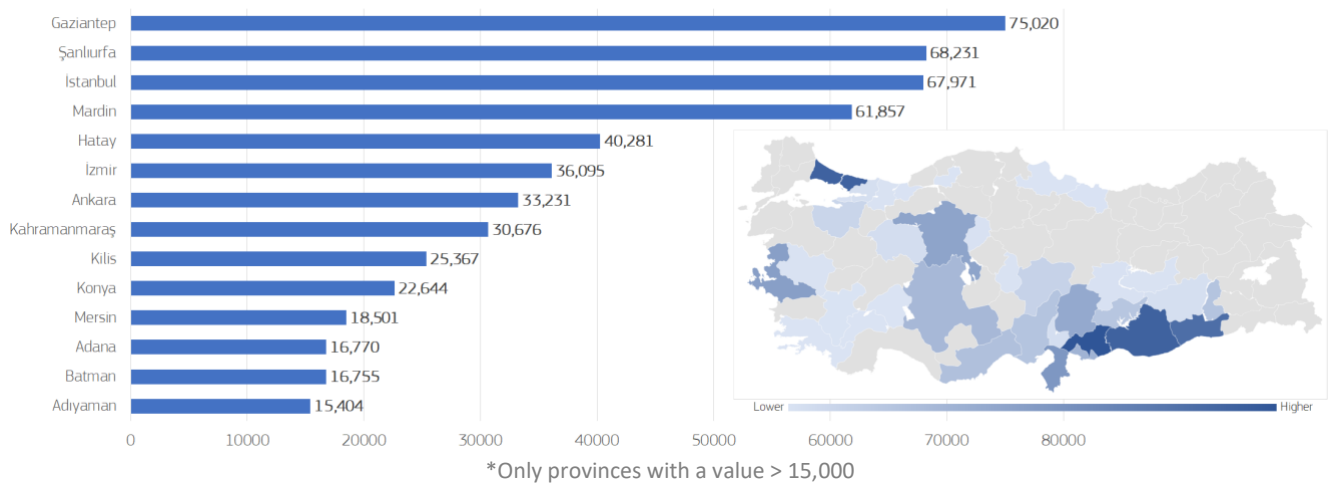 Gaziantep 75,020
Şanlıurfa 68,231
İstanbul 67,971
Mardin 61,857
Hatay 40,281
İzmir 36,095
Ankara 33,231
Kahramanmaraş 30,676
Kilis 25,367
Konya 22,644
Mersin 18,501
Adana 16,770
Batman 16,755
Adıyaman 15,404
Lower Higher
0 10000 20000 30000 40000 50000 60000 70000 80000
*Only provinces with a value > 15,000